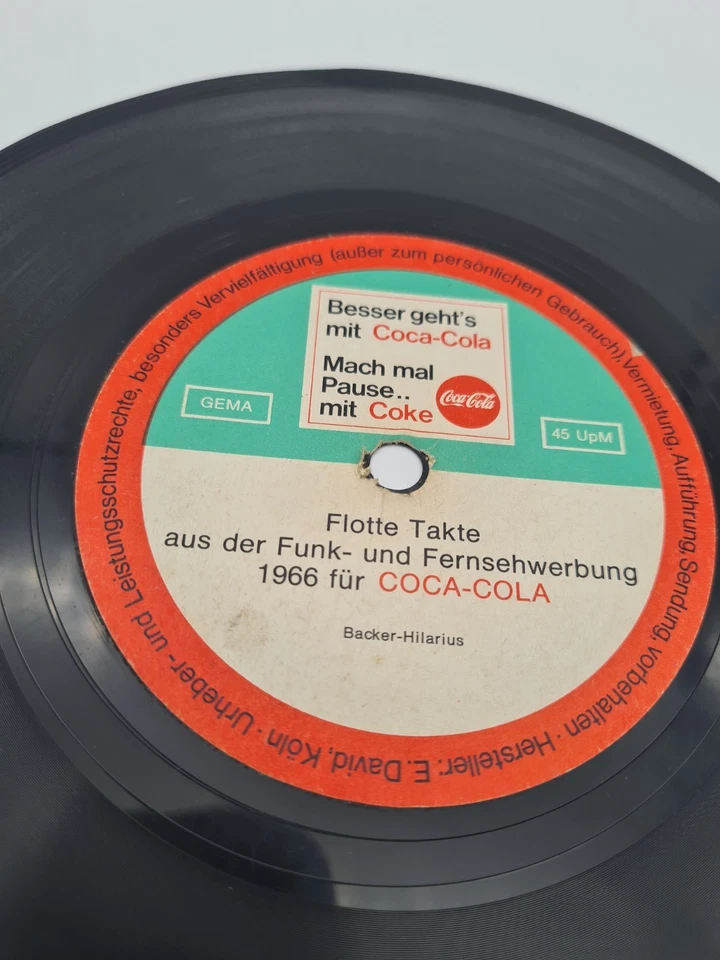 Besser geht's
mit Coca-Cola
Mach mal
Pause..
mit Coke
Coca-Cola
GEMA
45 UpM
Flotte Takte
aus der Funk- und Fernsehwerbung
1966 für COCA-COLA
Backer-Hilarius
Hersteller: E. David, Köln · Urheber- und Leistungsschutzrechte, besonders Vervielfältigung (außer zum persönlichen Gebrauch), Vermietung, Aufführung, Sendung, vorbehalten ·